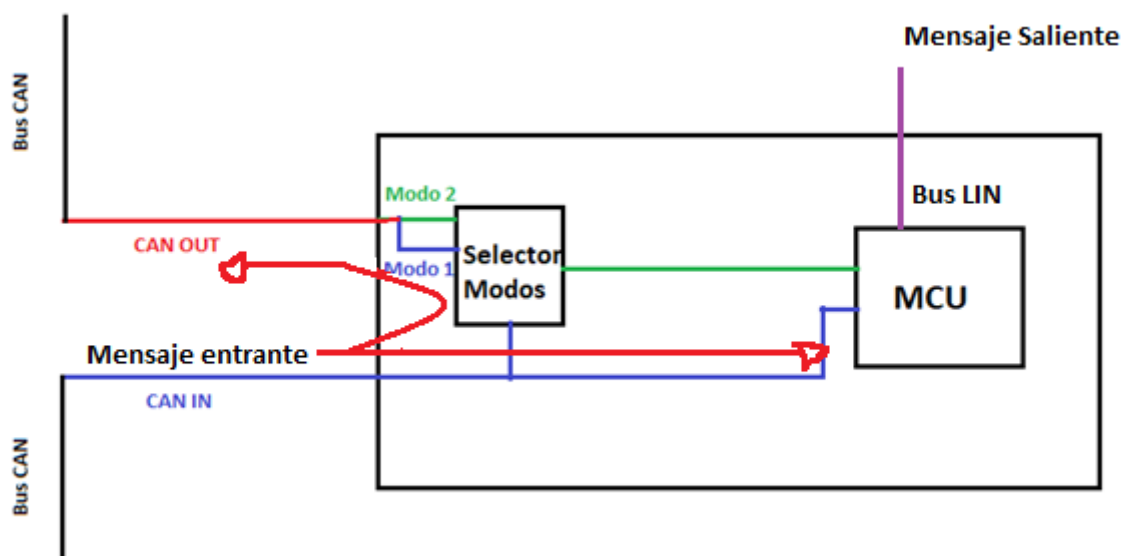 Mensaje Saliente
Bus CAN
Bus LIN
Modo 2
CAN OUT
Modo 1
Selector
Modos
MCU
Mensaje entrante
CAN IN
Bus CAN